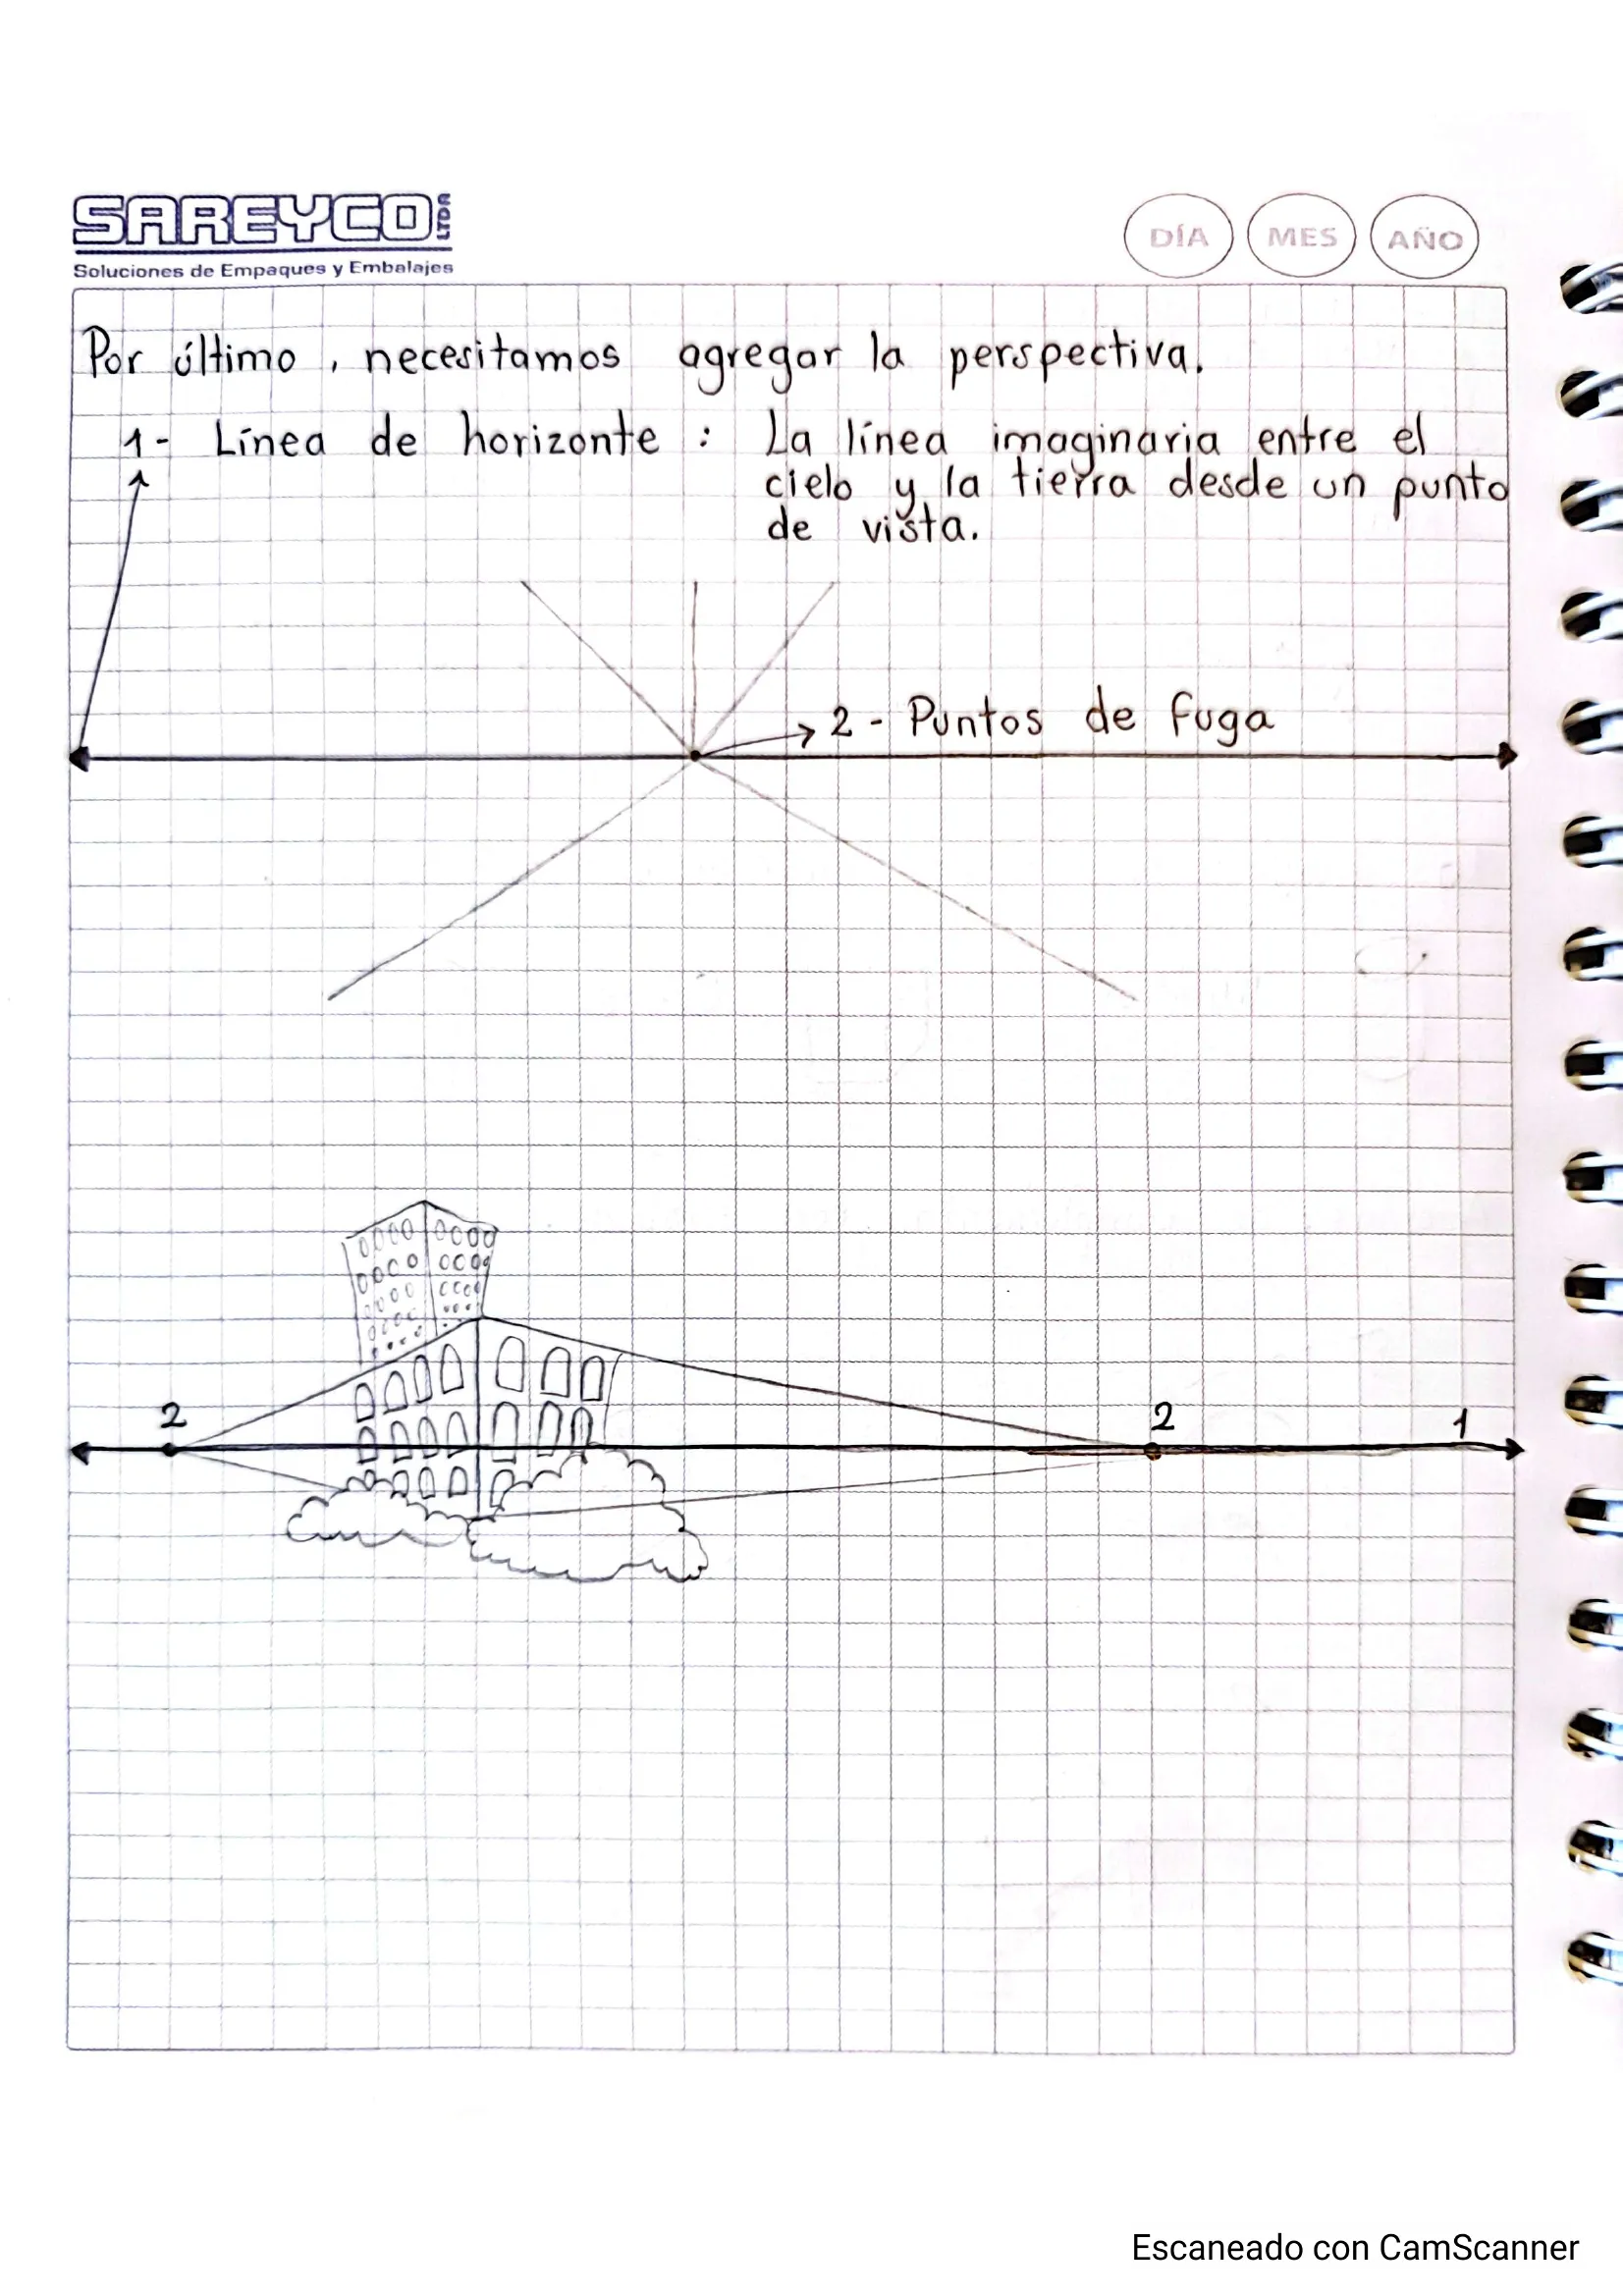 SAREYCO LTDA
Soluciones de Empaques y Embalajes
DÍA MES AÑO
Por último, necesitamos agregar la perspectiva.
1- Línea de horizonte : La línea imaginaria entre el
cielo y la tierra desde un punto
de vista.
2- Puntos de fuga
2
2
1
Escaneado con CamScanner